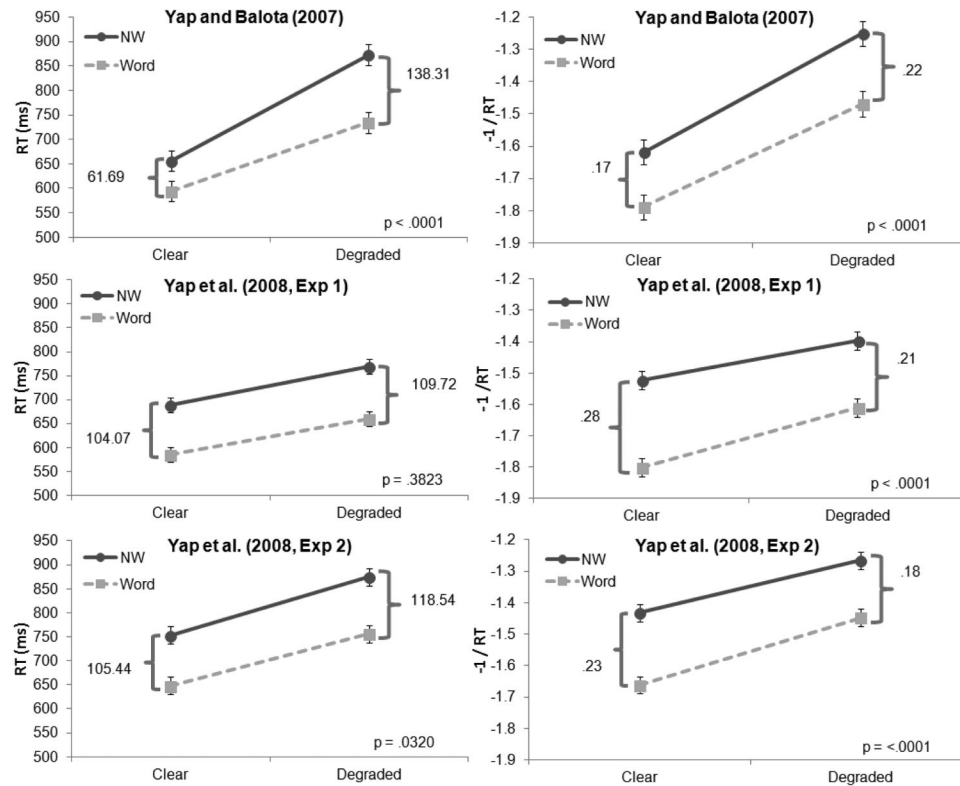 Yap and Balota (2007)
RT (ms)
950
900
850
800
750
700
650
600
550
500
NW
Word
61.69
138.31
p < .0001
Clear
Degraded
Yap and Balota (2007)
-1 / RT
-1.2
-1.3
-1.4
-1.5
-1.6
-1.7
-1.8
-1.9
NW
Word
.17
.22
p < .0001
Clear
Degraded
Yap et al. (2008, Exp 1)
RT (ms)
950
900
850
800
750
700
650
600
550
500
NW
Word
104.07
109.72
p = .3823
Clear
Degraded
Yap et al. (2008, Exp 1)
-1 /RT
-1.2
-1.3
-1.4
-1.5
-1.6
-1.7
-1.8
-1.9
NW
Word
.28
.21
p < .0001
Clear
Degraded
Yap et al. (2008, Exp 2)
RT (ms)
950
900
850
800
750
700
650
600
550
500
NW
Word
105.44
118.54
p = .0320
Clear
Degraded
Yap et al. (2008, Exp 2)
-1 / RT
-1.2
-1.3
-1.4
-1.5
-1.6
-1.7
-1.8
-1.9
NW
Word
.23
.18
p = <.0001
Clear
Degraded